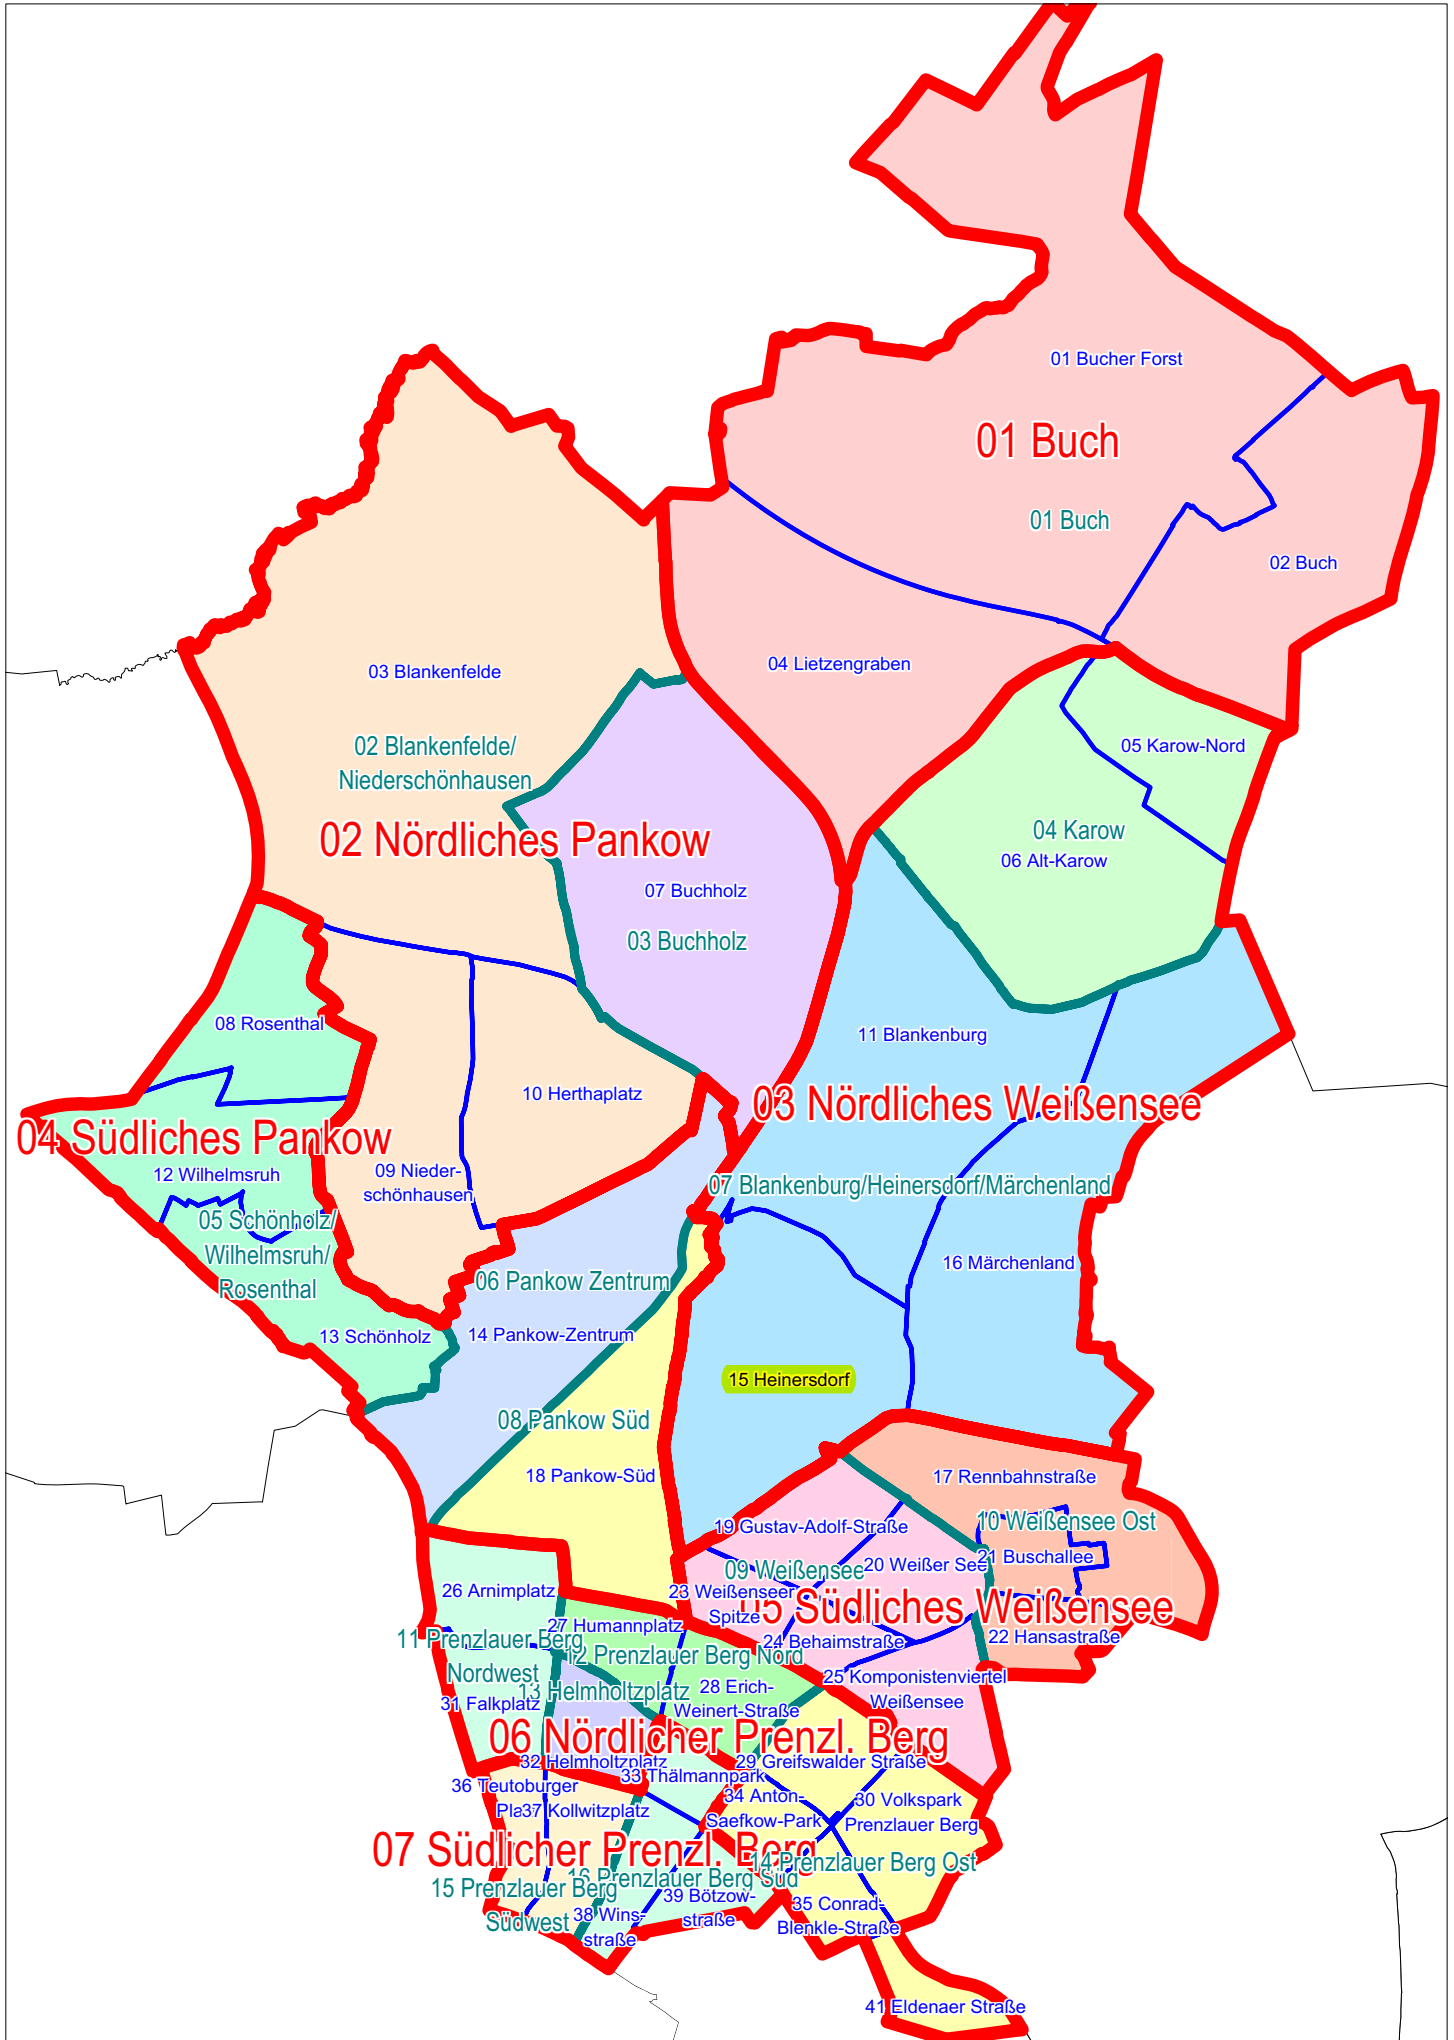 01 Bucher Forst
01 Buch
01 Buch
02 Buch
04 Lietzengraben
03 Blankenfelde
02 Blankenfelde/
Niederschönhausen
02 Nördliches Pankow
05 Karow-Nord
04 Karow
06 Alt-Karow
07 Buchholz
03 Buchholz
08 Rosenthal
11 Blankenburg
10 Herthaplatz
03 Nördliches Weißensee
04 Südliches Pankow
12 Wilhelmsruh
09 Nieder-
schönhausen
07 Blankenburg/Heinersdorf/Märchenland
05 Schönholz/
Wilhelmsruh/
Rosenthal
16 Märchenland
06 Pankow Zentrum
13 Schönholz
14 Pankow-Zentrum
15 Heinersdorf
08 Pankow Süd
18 Pankow-Süd
17 Rennbahnstraße
19 Gustav-Adolf-Straße
10 Weißensee Ost
20 Weißer See
21 Buschallee
09 Weißensee
23 Weißenseer
Spitze
05 Südliches Weißensee
26 Arnimplatz
27 Humannplatz
24 Behaimstraße
22 Hansastraße
11 Prenzlauer Berg
Nordwest
12 Prenzlauer Berg Nord
25 Komponistenviertel
Weißensee
13 Helmholtzplatz
28 Erich-
Weinert-Straße
31 Falkplatz
06 Nördlicher Prenzl. Berg
32 Helmholtzplatz
29 Greifswalder Straße
33 Thälmannpark
36 Teutoburger
Platz
37 Kollwitzplatz
34 Anton-
Saefkow-Park
30 Volkspark
Prenzlauer Berg
07 Südlicher Prenzl. Berg
14 Prenzlauer Berg Ost
16 Prenzlauer Berg Süd
15 Prenzlauer Berg
Südwest
39 Bötzow-
straße
38 Wins-
straße
35 Conrad-
Blenkle-Straße
41 Eldenaer Straße